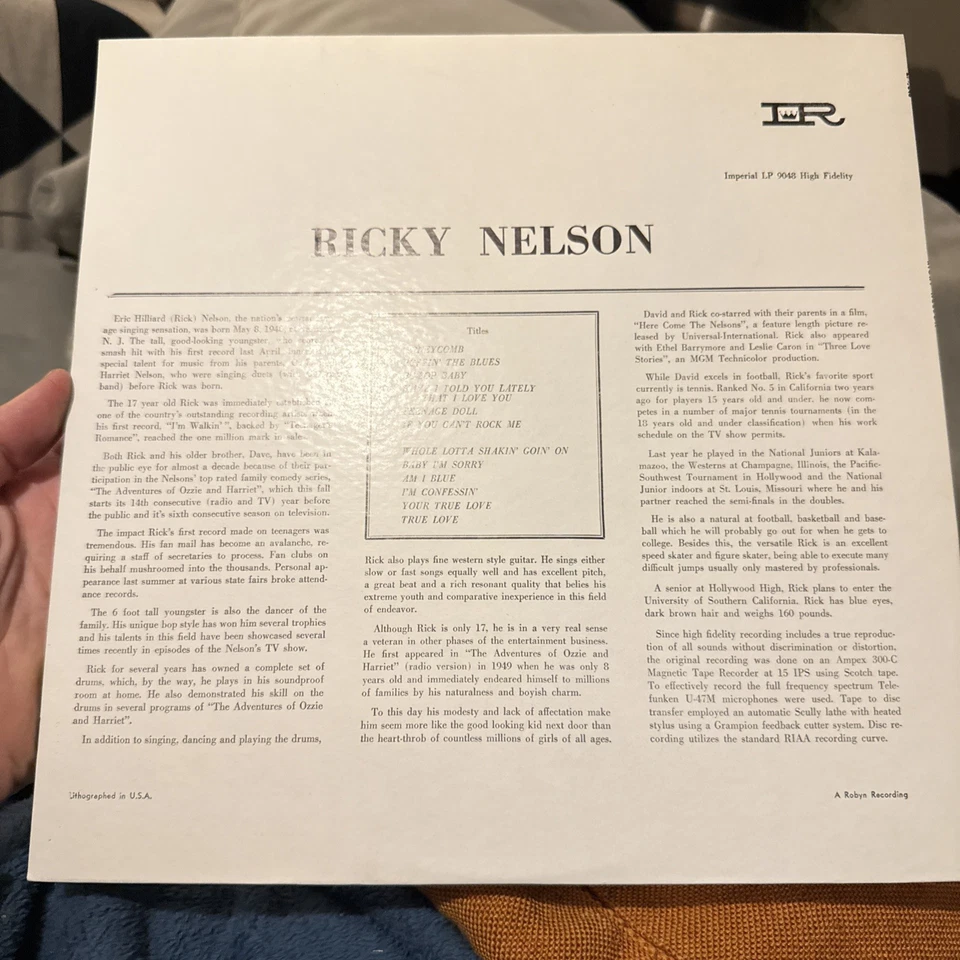 IR
Imperial LP 9048 High Fidelity
RICKY NELSON
Eric Hilliard (Rick) Nelson, the nation's
age singing sensation, was born May 8, 1940
N. J. The tall, good-looking youngster,
smash hit with his first record last April,
special talent for music from his parents
Harriet Nelson, who were singing duets
band) before Rick was born.
The 17 year old Rick was immediately established
one of the country's outstanding recording artists when
his first record, "I'm Walkin'", backed by "Teenager's
Romance", reached the one million mark in sale
Both Rick and his older brother, Dave, have been in
the public eye for almost a decade because of their par-
ticipation in the Nelsons' top rated family comedy series,
"The Adventures of Ozzie and Harriet", which this fall
starts its 14th consecutive (radio and TV) year before
the public and it's sixth consecutive season on television.
The impact Rick's first record made on teenagers was
tremendous. His fan mail has become an avalanche, re-
quiring a staff of secretaries to process. Fan clubs on
his behalf mushroomed into the thousands. Personal ap-
pearance last summer at various state fairs broke attend-
ance records.
The 6 foot tall youngster is also the dancer of the
family. His unique bop style has won him several trophies
and his talents in this field have been showcased several
times recently in episodes of the Nelson's TV show.
Rick for several years has owned a complete set of
drums, which, by the way, he plays in his soundproof
room at home. He also demonstrated his skill on the
drums in several programs of "The Adventures of Ozzie
and Harriet".
In addition to singing, dancing and playing the drums,
Titles
HONEYCOMB
BOPPIN' THE BLUES
BE-BOP BABY
HAVE I TOLD YOU LATELY
THAT I LOVE YOU
TEENAGE DOLL
IF YOU CAN'T ROCK ME
WHOLE LOTTA SHAKIN' GOIN' ON
BABY I'M SORRY
AM I BLUE
I'M CONFESSIN'
YOUR TRUE LOVE
TRUE LOVE
Rick also plays fine western style guitar. He sings either
slow or fast songs equally well and has excellent pitch,
a great beat and a rich resonant quality that belies his
extreme youth and comparative inexperience in this field
of endeavor.
Although Rick is only 17, he is in a very real sense
a veteran in other phases of the entertainment business.
He first appeared in "The Adventures of Ozzie and
Harriet" (radio version) in 1949 when he was only 8
years old and immediately endeared himself to millions
of families by his naturalness and boyish charm.
To this day his modesty and lack of affectation make
him seem more like the good looking kid next door than
the heart-throb of countless millions of girls of all ages.
David and Rick co-starred with their parents in a film,
"Here Come The Nelsons", a feature length picture re-
leased by Universal-International. Rick also appeared
with Ethel Barrymore and Leslie Caron in "Three Love
Stories", an MGM Technicolor production.
While David excels in football, Rick's favorite sport
currently is tennis. Ranked No. 5 in California two years
ago for players 15 years old and under, he now com-
petes in a number of major tennis tournaments (in the
18 years old and under classification) when his work
schedule on the TV show permits.
Last year he played in the National Juniors at Kala-
mazoo, the Westerns at Champagne, Illinois, the Pacific-
Southwest Tournament in Hollywood and the National
Junior indoors at St. Louis, Missouri where he and his
partner reached the semi-finals in the doubles.
He is also a natural at football, basketball and base-
ball which he will probably go out for when he gets to
college. Besides this, the versatile Rick is an excellent
speed skater and figure skater, being able to execute many
difficult jumps usually only mastered by professionals.
A senior at Hollywood High, Rick plans to enter the
University of Southern California. Rick has blue eyes,
dark brown hair and weighs 160 pounds.
Since high fidelity recording includes a true reproduc-
tion of all sounds without discrimination or distortion,
the original recording was done on an Ampex 300-C
Magnetic Tape Recorder at 15 IPS using Scotch tape.
To effectively record the full frequency spectrum Tele-
funken U-47M microphones were used. Tape to disc
transfer employed an automatic Scully lathe with heated
stylus using a Grampion feedback cutter system. Disc re-
cording utilizes the standard RIAA recording curve.
Lithographed in U.S.A.
A Robyn Recording